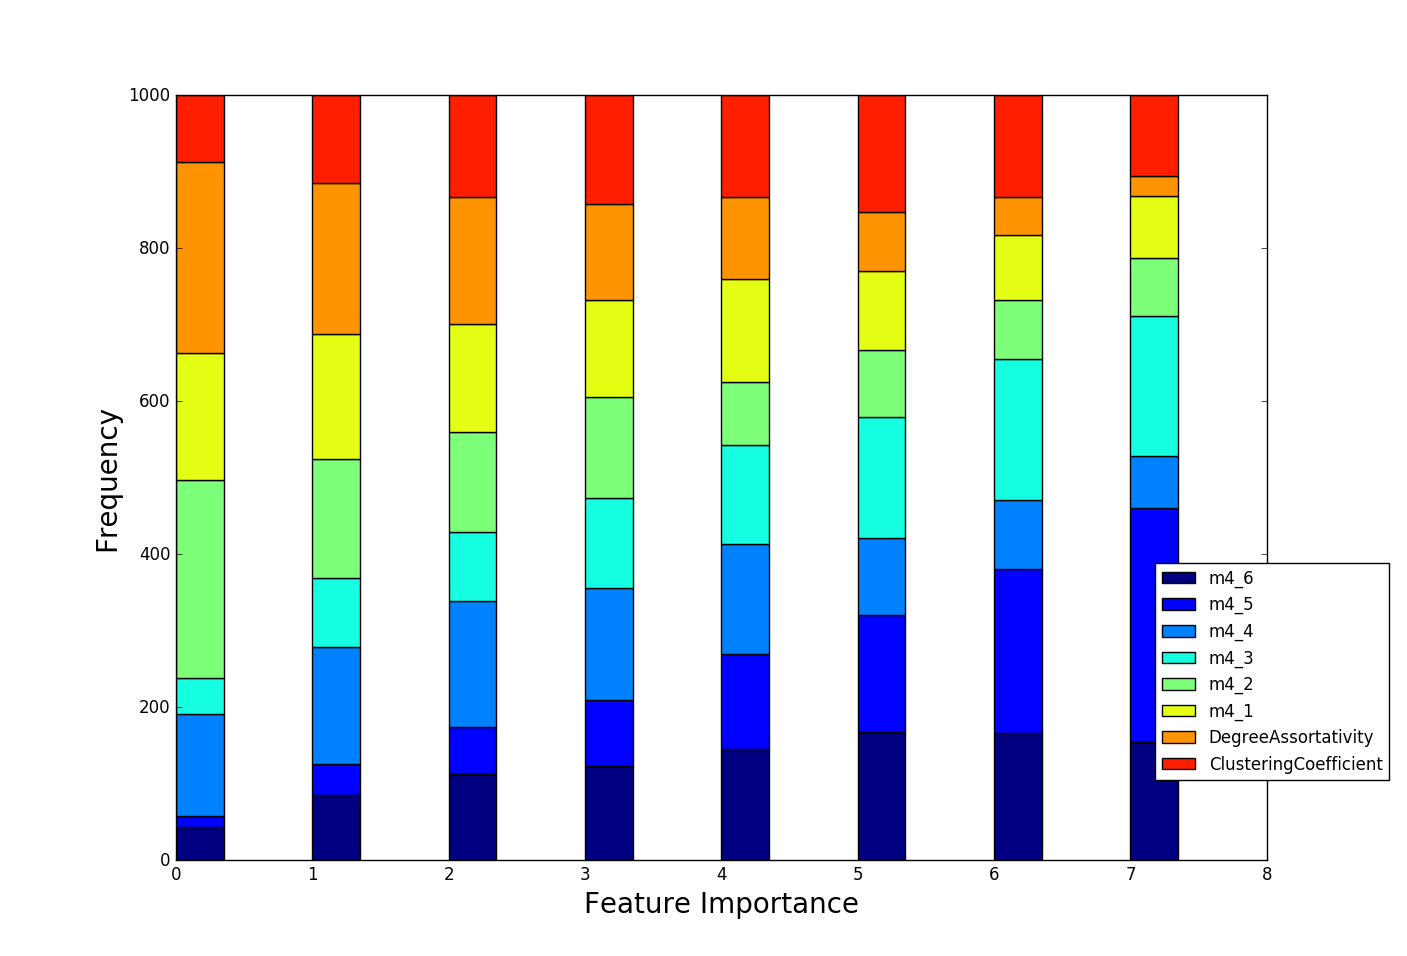 1000
800
600
400
200
0
Frequency
0 1 2 3 4 5 6 7 8
Feature Importance
m4_6
m4_5
m4_4
m4_3
m4_2
m4_1
DegreeAssortativity
ClusteringCoefficient